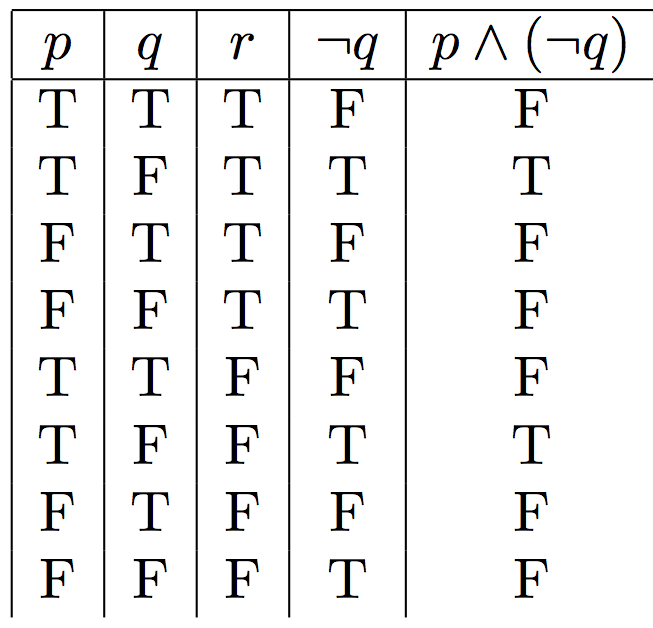 p q r ¬q p ∧ (¬q)
T T T F F
T F T T T
F T T F F
F F T T F
T T F F F
T F F T T
F T F F F
F F F T F